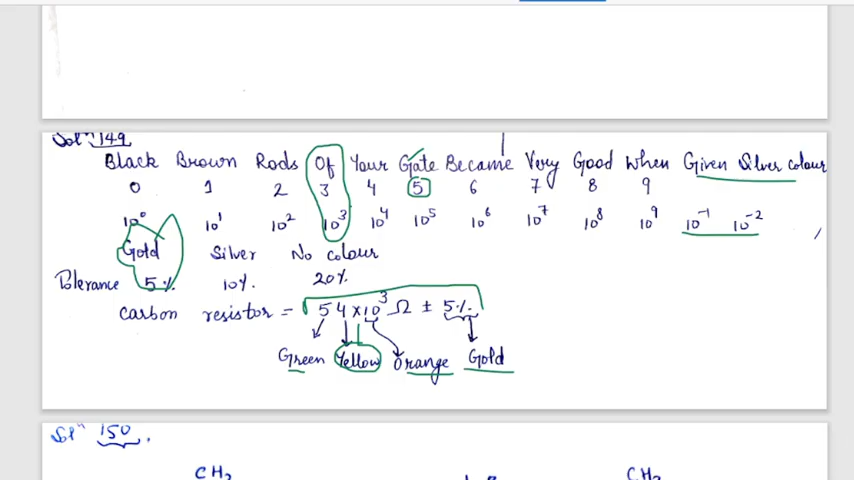 Solⁿ 149
Black Brown Rods Of Your Gate Became Very Good When Given Silver colour
0 1 2 3 4 5 6 7 8 9
10⁰ 10¹ 10² 10³ 10⁴ 10⁵ 10⁶ 10⁷ 10⁸ 10⁹ 10⁻¹ 10⁻²
Gold Silver No colour
Tolerance 5% 10%. 20%
carbon resistor = 54×10³ Ω ± 5%.
Green Yellow Orange Gold
Solⁿ 150.
CH₂ CH₂